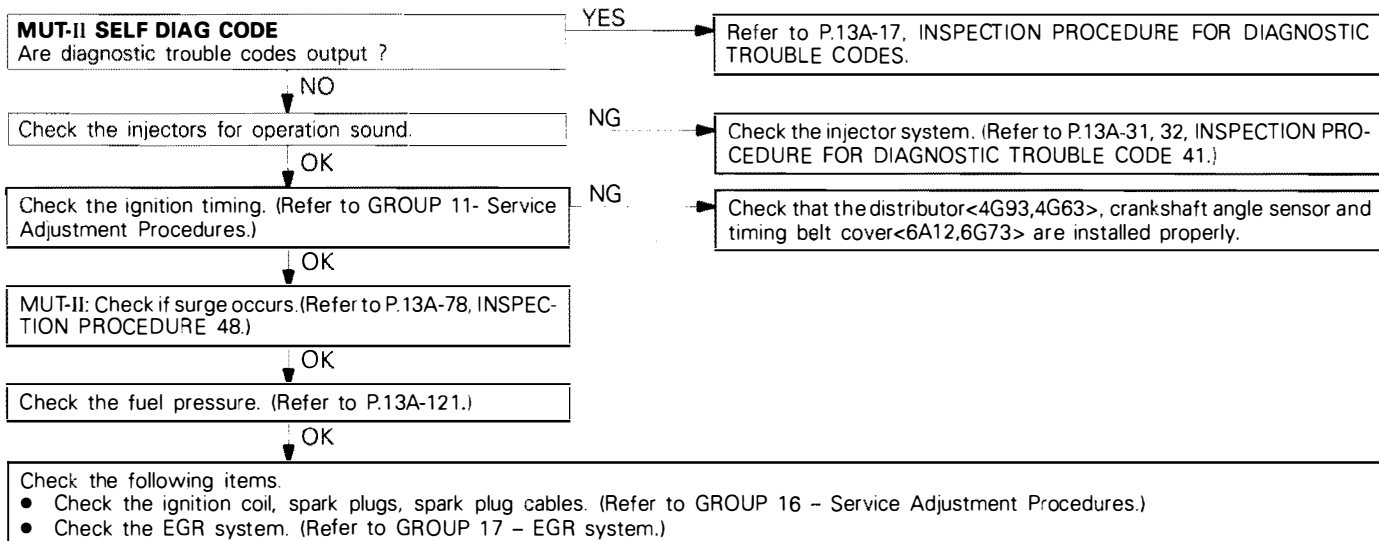 MUT-II SELF DIAG CODE
Are diagnostic trouble codes output ?
YES
Refer to P.13A-17, INSPECTION PROCEDURE FOR DIAGNOSTIC
TROUBLE CODES.
NO
Check the injectors for operation sound.
NG
Check the injector system. (Refer to P.13A-31, 32, INSPECTION PRO-
CEDURE FOR DIAGNOSTIC TROUBLE CODE 41.)
OK
Check the ignition timing. (Refer to GROUP 11- Service
Adjustment Procedures.)
NG
Check that the distributor<4G93,4G63>, crankshaft angle sensor and
timing belt cover<6A12,6G73> are installed properly.
OK
MUT-II: Check if surge occurs.(Refer to P.13A-78, INSPEC-
TION PROCEDURE 48.)
OK
Check the fuel pressure. (Refer to P.13A-121.)
OK
Check the following items.
● Check the ignition coil, spark plugs, spark plug cables. (Refer to GROUP 16 – Service Adjustment Procedures.)
● Check the EGR system. (Refer to GROUP 17 – EGR system.)